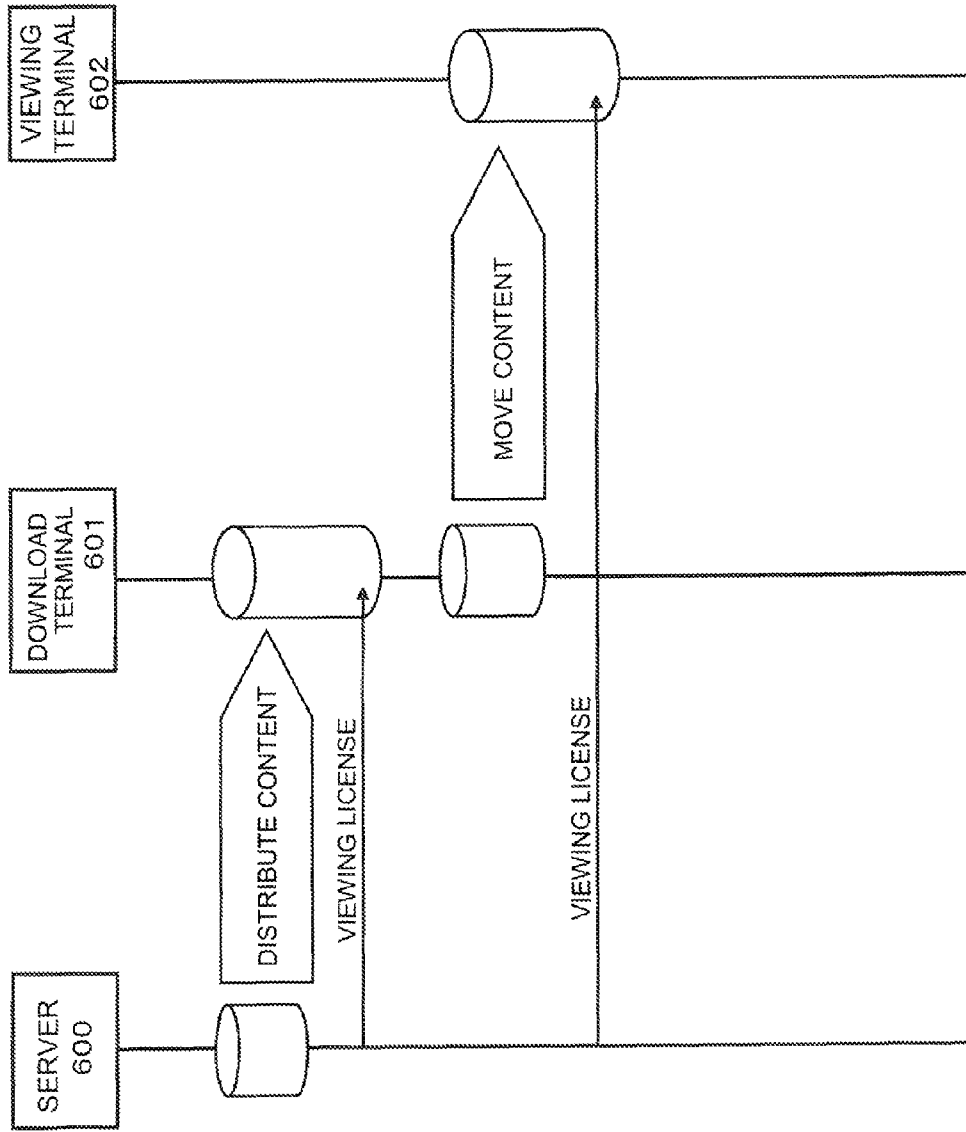 SERVER
600
DOWNLOAD
TERMINAL
601
VIEWING
TERMINAL
602
DISTRIBUTE CONTENT
VIEWING LICENSE
MOVE CONTENT
VIEWING LICENSE